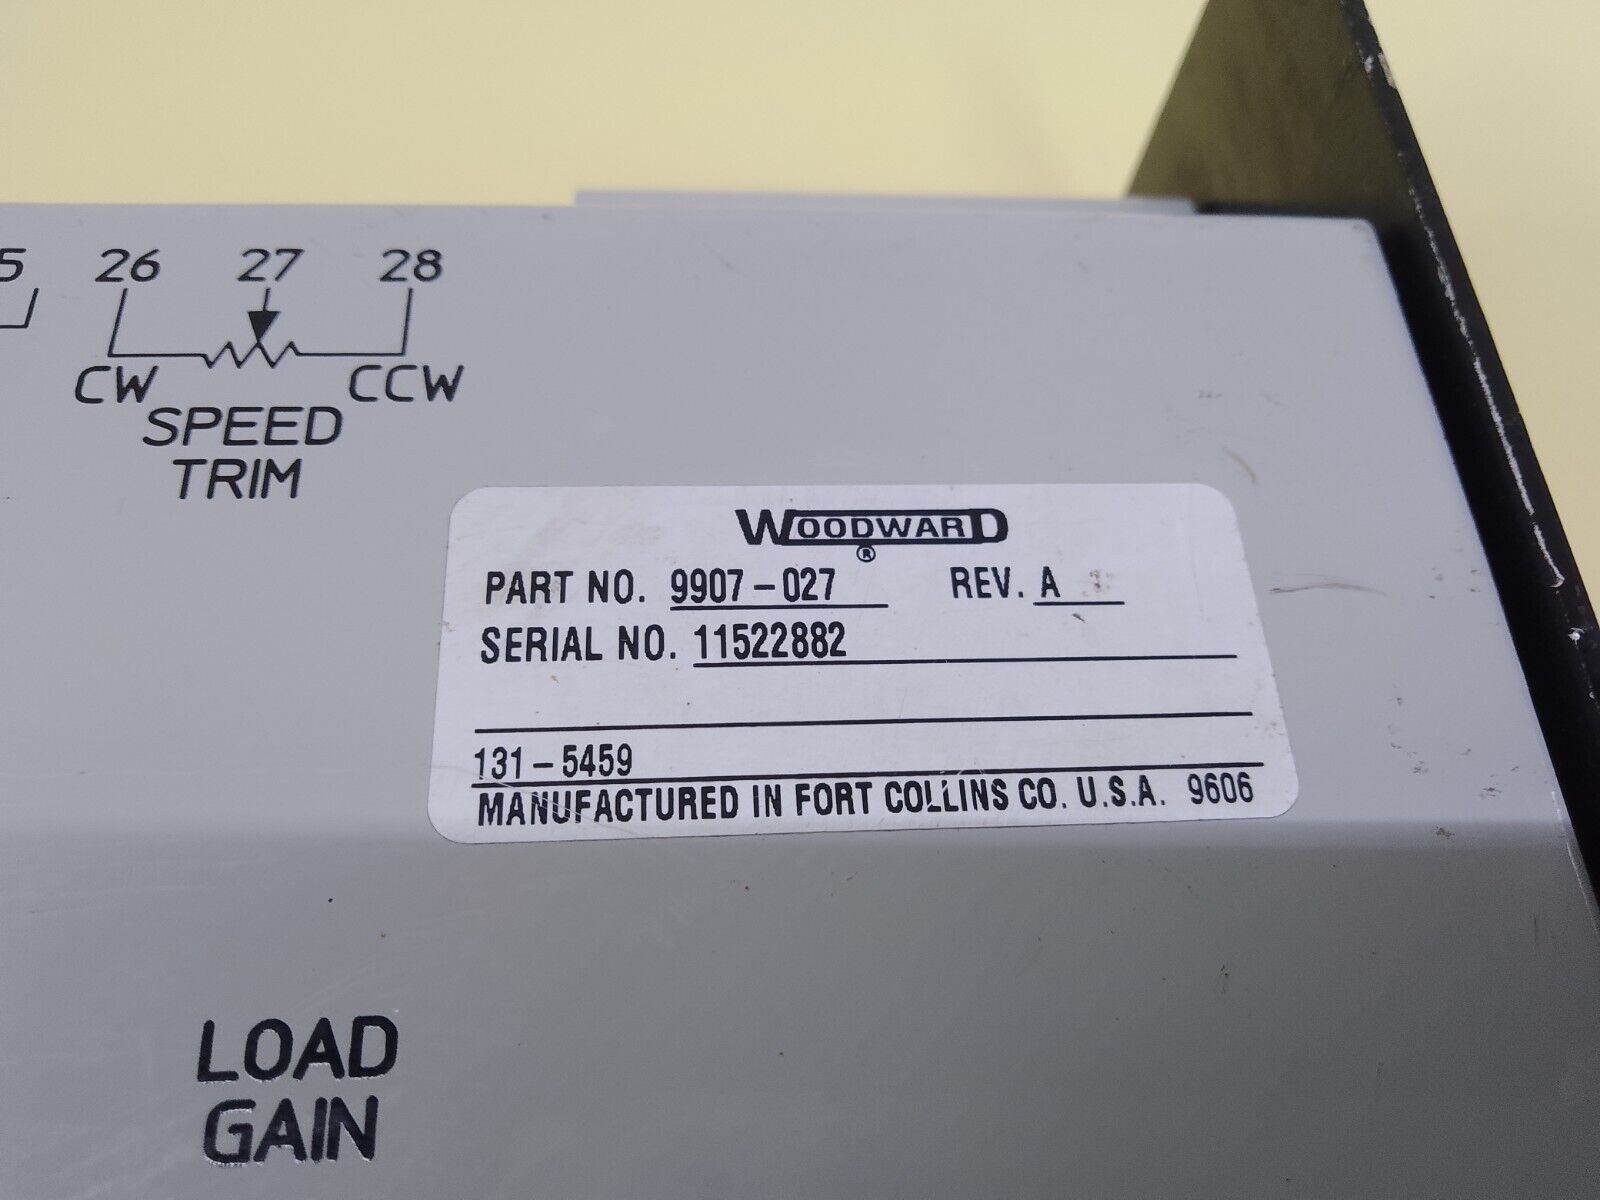 5 26 27 28
CW CCW
SPEED
TRIM
WOODWARD
®
PART NO. 9907-027 REV. A
SERIAL NO. 11522882
131-5459
MANUFACTURED IN FORT COLLINS CO. U.S.A. 9606
LOAD
GAIN